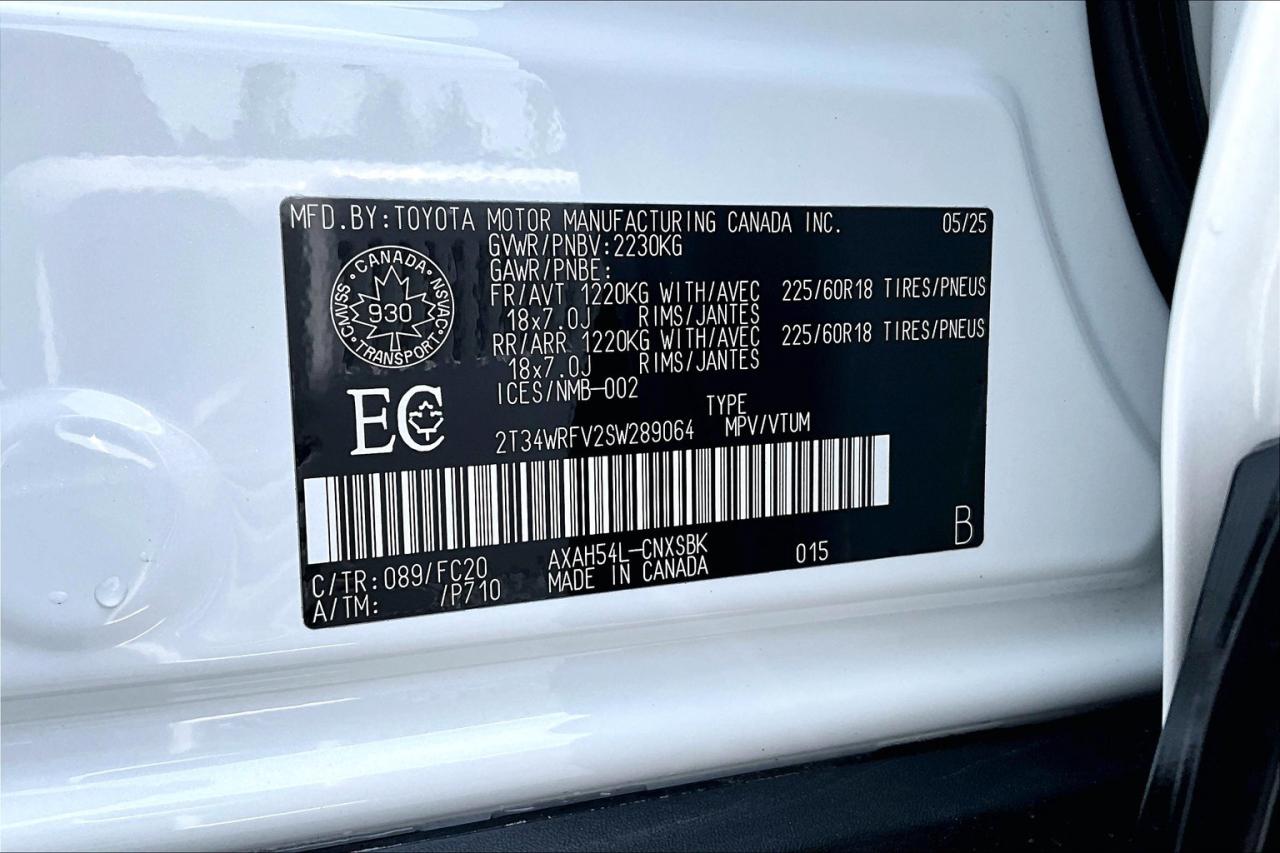 MFD.BY:TOYOTA MOTOR MANUFACTURING CANADA INC. 05/25
GVWR/PNBV:2230KG
GAWR/PNBE:
FR/AVT 1220KG WITH/AVEC 225/60R18 TIRES/PNEUS
18x7.0J RIMS/JANTES
RR/ARR 1220KG WITH/AVEC 225/60R18 TIRES/PNEUS
18x7.0J RIMS/JANTES
ICES/NMB-002
CANADA
CMVSS 930 NSVAC
TRANSPORT
EC
TYPE
2T34WRFV2SW289064 MPV/VTUM
C/TR:089/FC20 AXAH54L-CNXSBK 015 B
A/TM: /P710 MADE IN CANADA